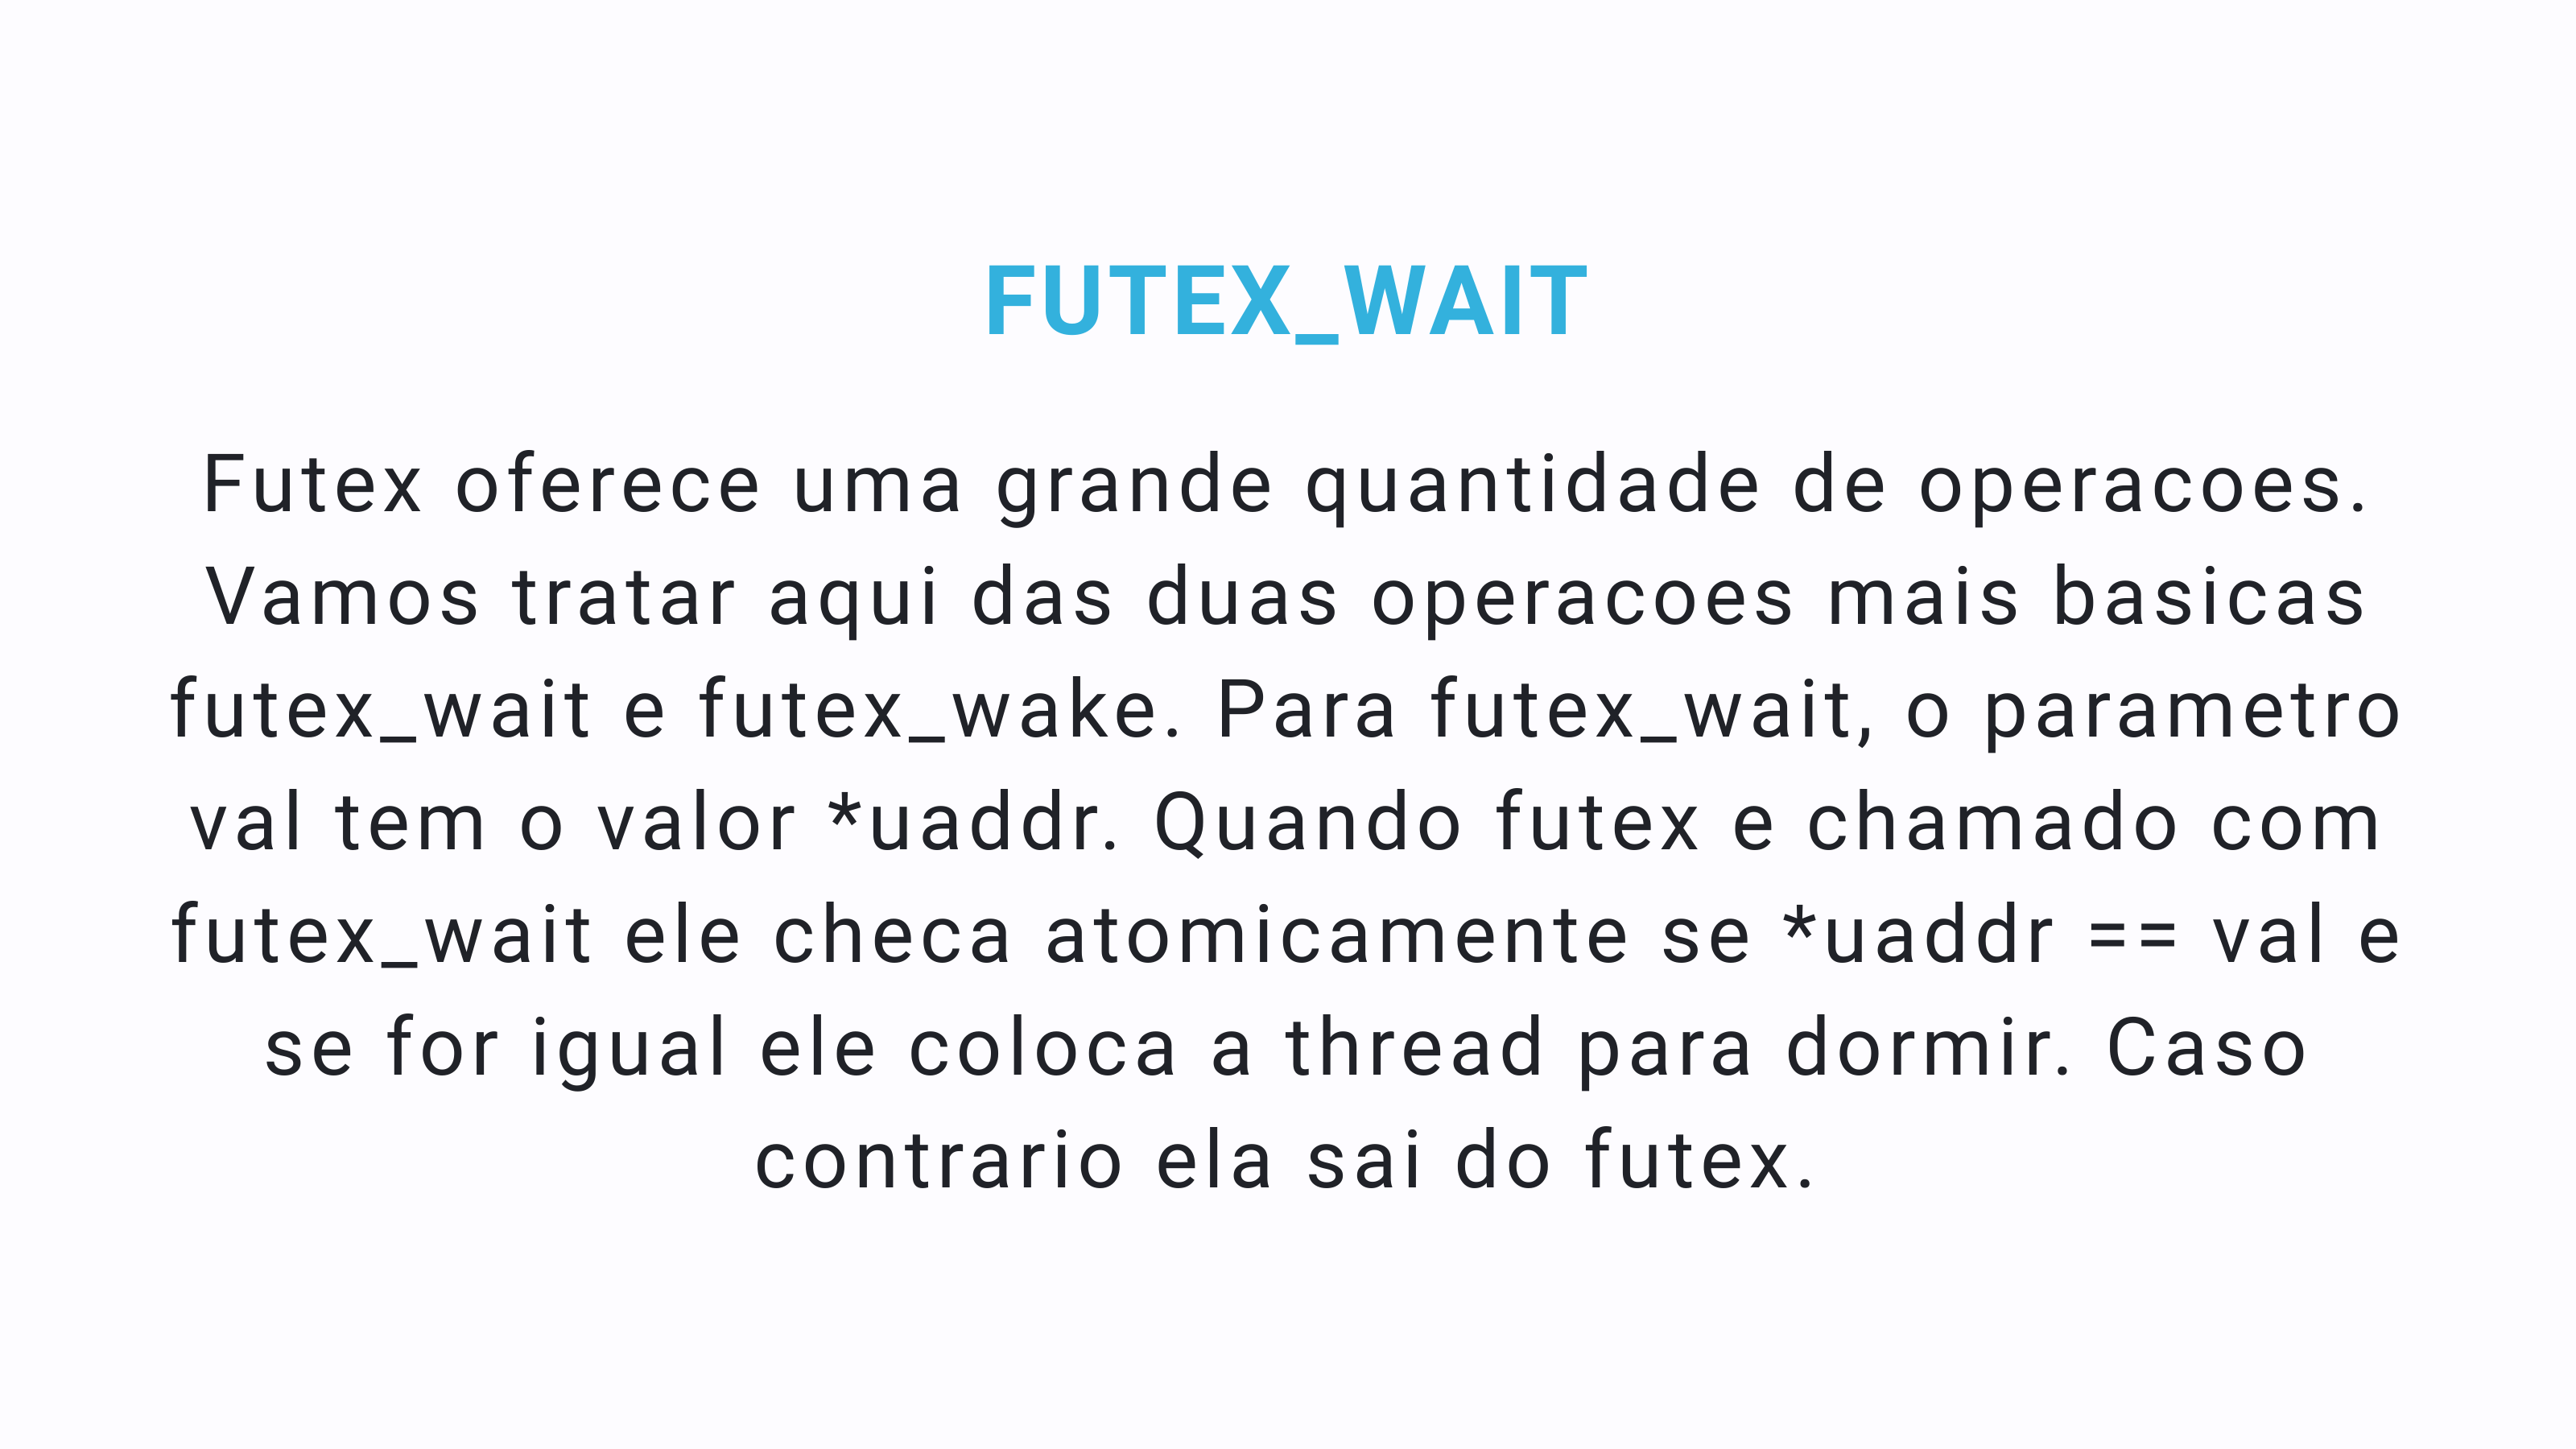 FUTEX_WAIT
Futex oferece uma grande quantidade de operacoes.
Vamos tratar aqui das duas operacoes mais basicas
futex_wait e futex_wake. Para futex_wait, o parametro
val tem o valor *uaddr. Quando futex e chamado com
futex_wait ele checa atomicamente se *uaddr == val e
se for igual ele coloca a thread para dormir. Caso
contrario ela sai do futex.